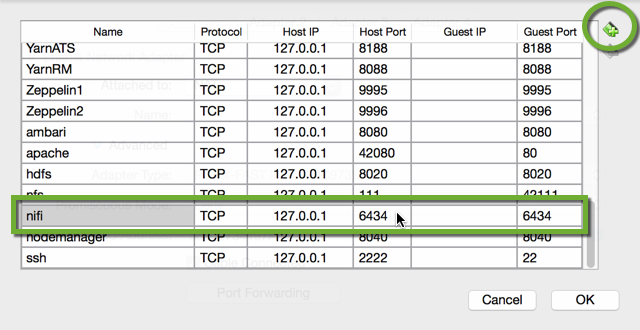 Name Protocol Host IP Host Port Guest IP Guest Port
YarnATS TCP 127.0.0.1 8188 8188
YarnRM TCP 127.0.0.1 8088 8088
Zeppelin1 TCP 127.0.0.1 9995 9995
Zeppelin2 TCP 127.0.0.1 9996 9996
ambari TCP 127.0.0.1 8080 8080
apache TCP 127.0.0.1 42080 80
hdfs TCP 127.0.0.1 8020 8020
nfs TCP 127.0.0.1 111 42111
nifi TCP 127.0.0.1 6434 6434
nodemanager TCP 127.0.0.1 8040 8040
ssh TCP 127.0.0.1 2222 22
Port Forwarding
Cancel OK